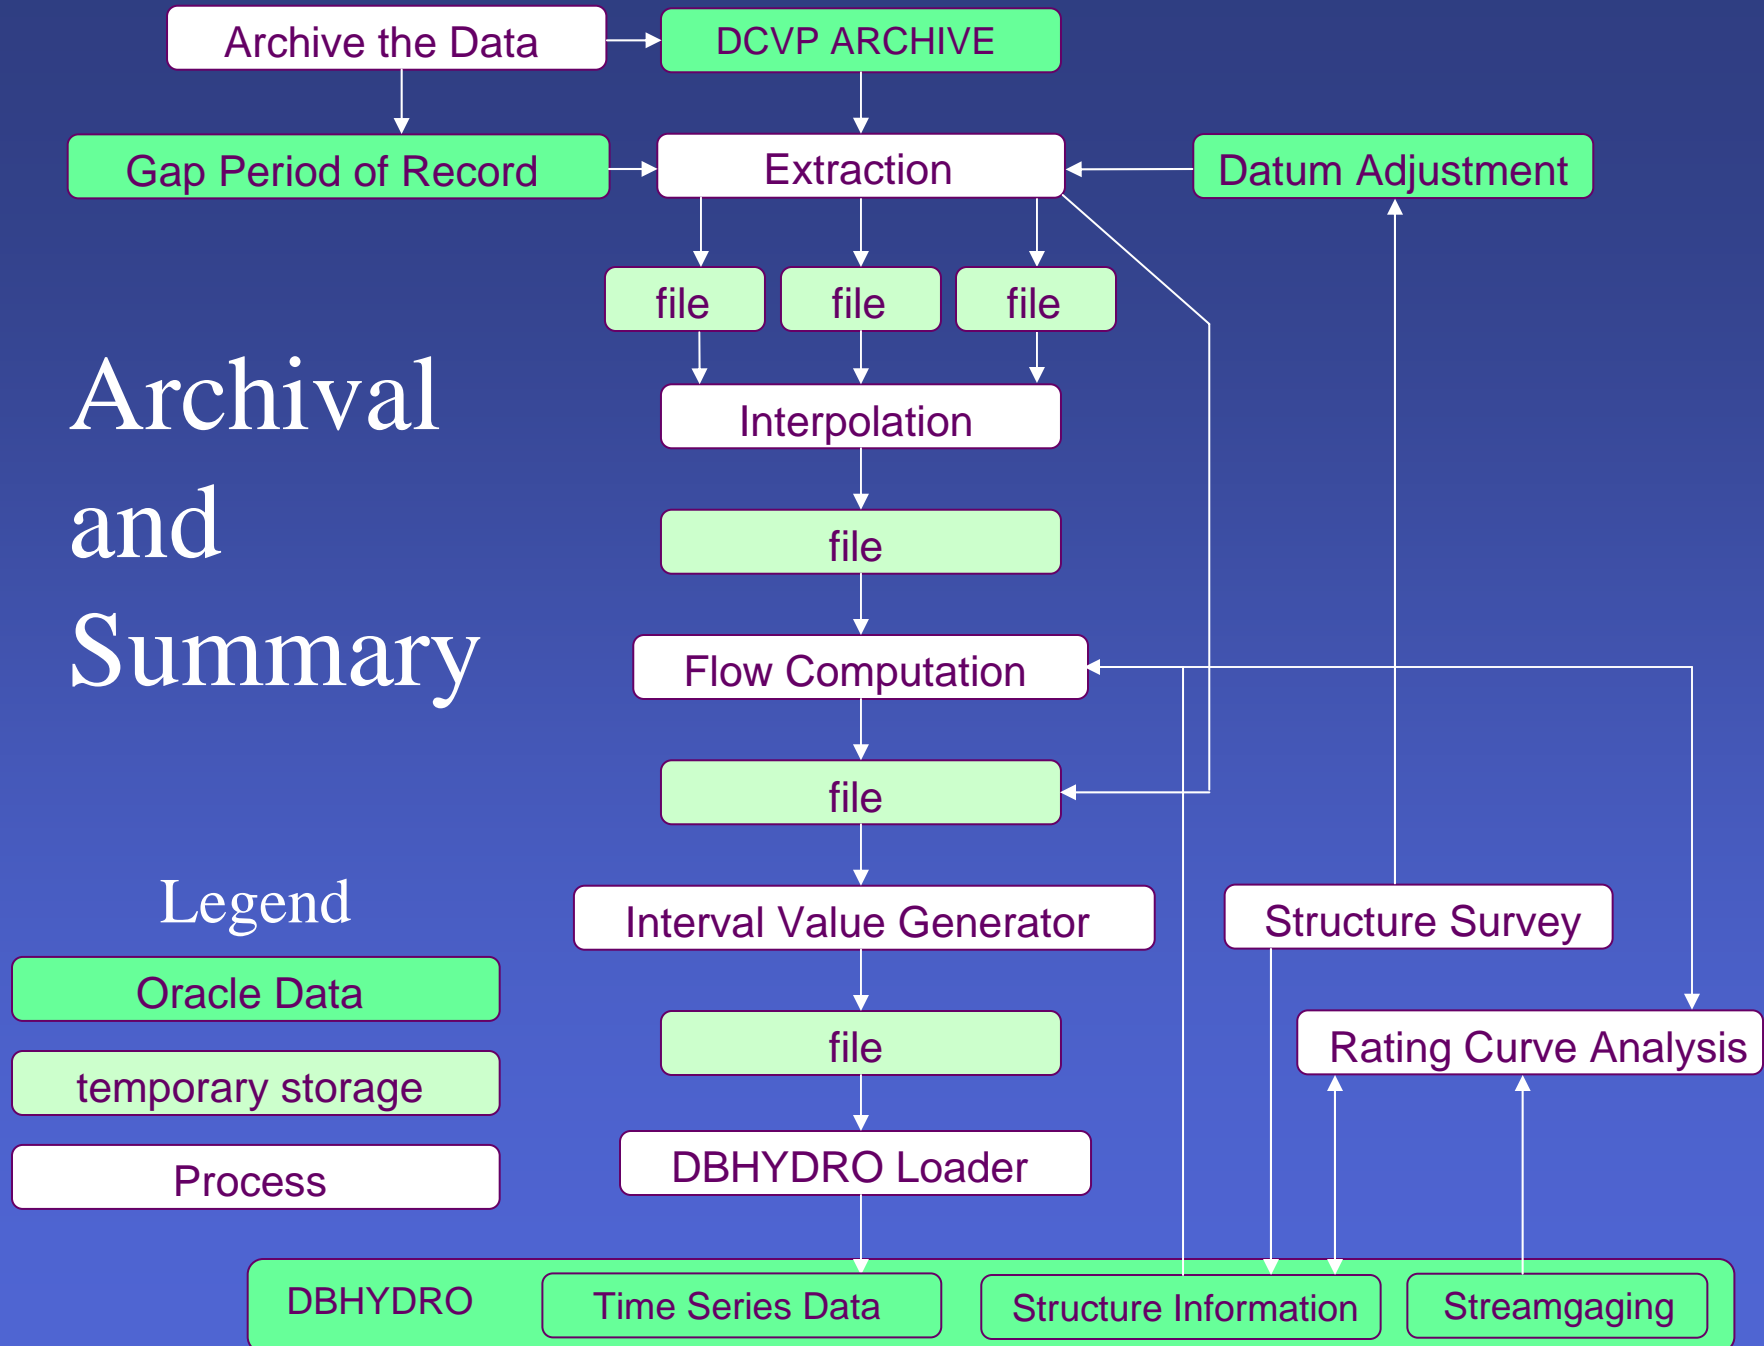 Archive the Data
DCVP ARCHIVE
Gap Period of Record
Extraction
Datum Adjustment
file
file
file
Archival
and
Summary
Interpolation
file
Flow Computation
file
Legend
Oracle Data
temporary storage
Process
Interval Value Generator
Structure Survey
file
Rating Curve Analysis
DBHYDRO Loader
DBHYDRO
Time Series Data
Structure Information
Streamgaging